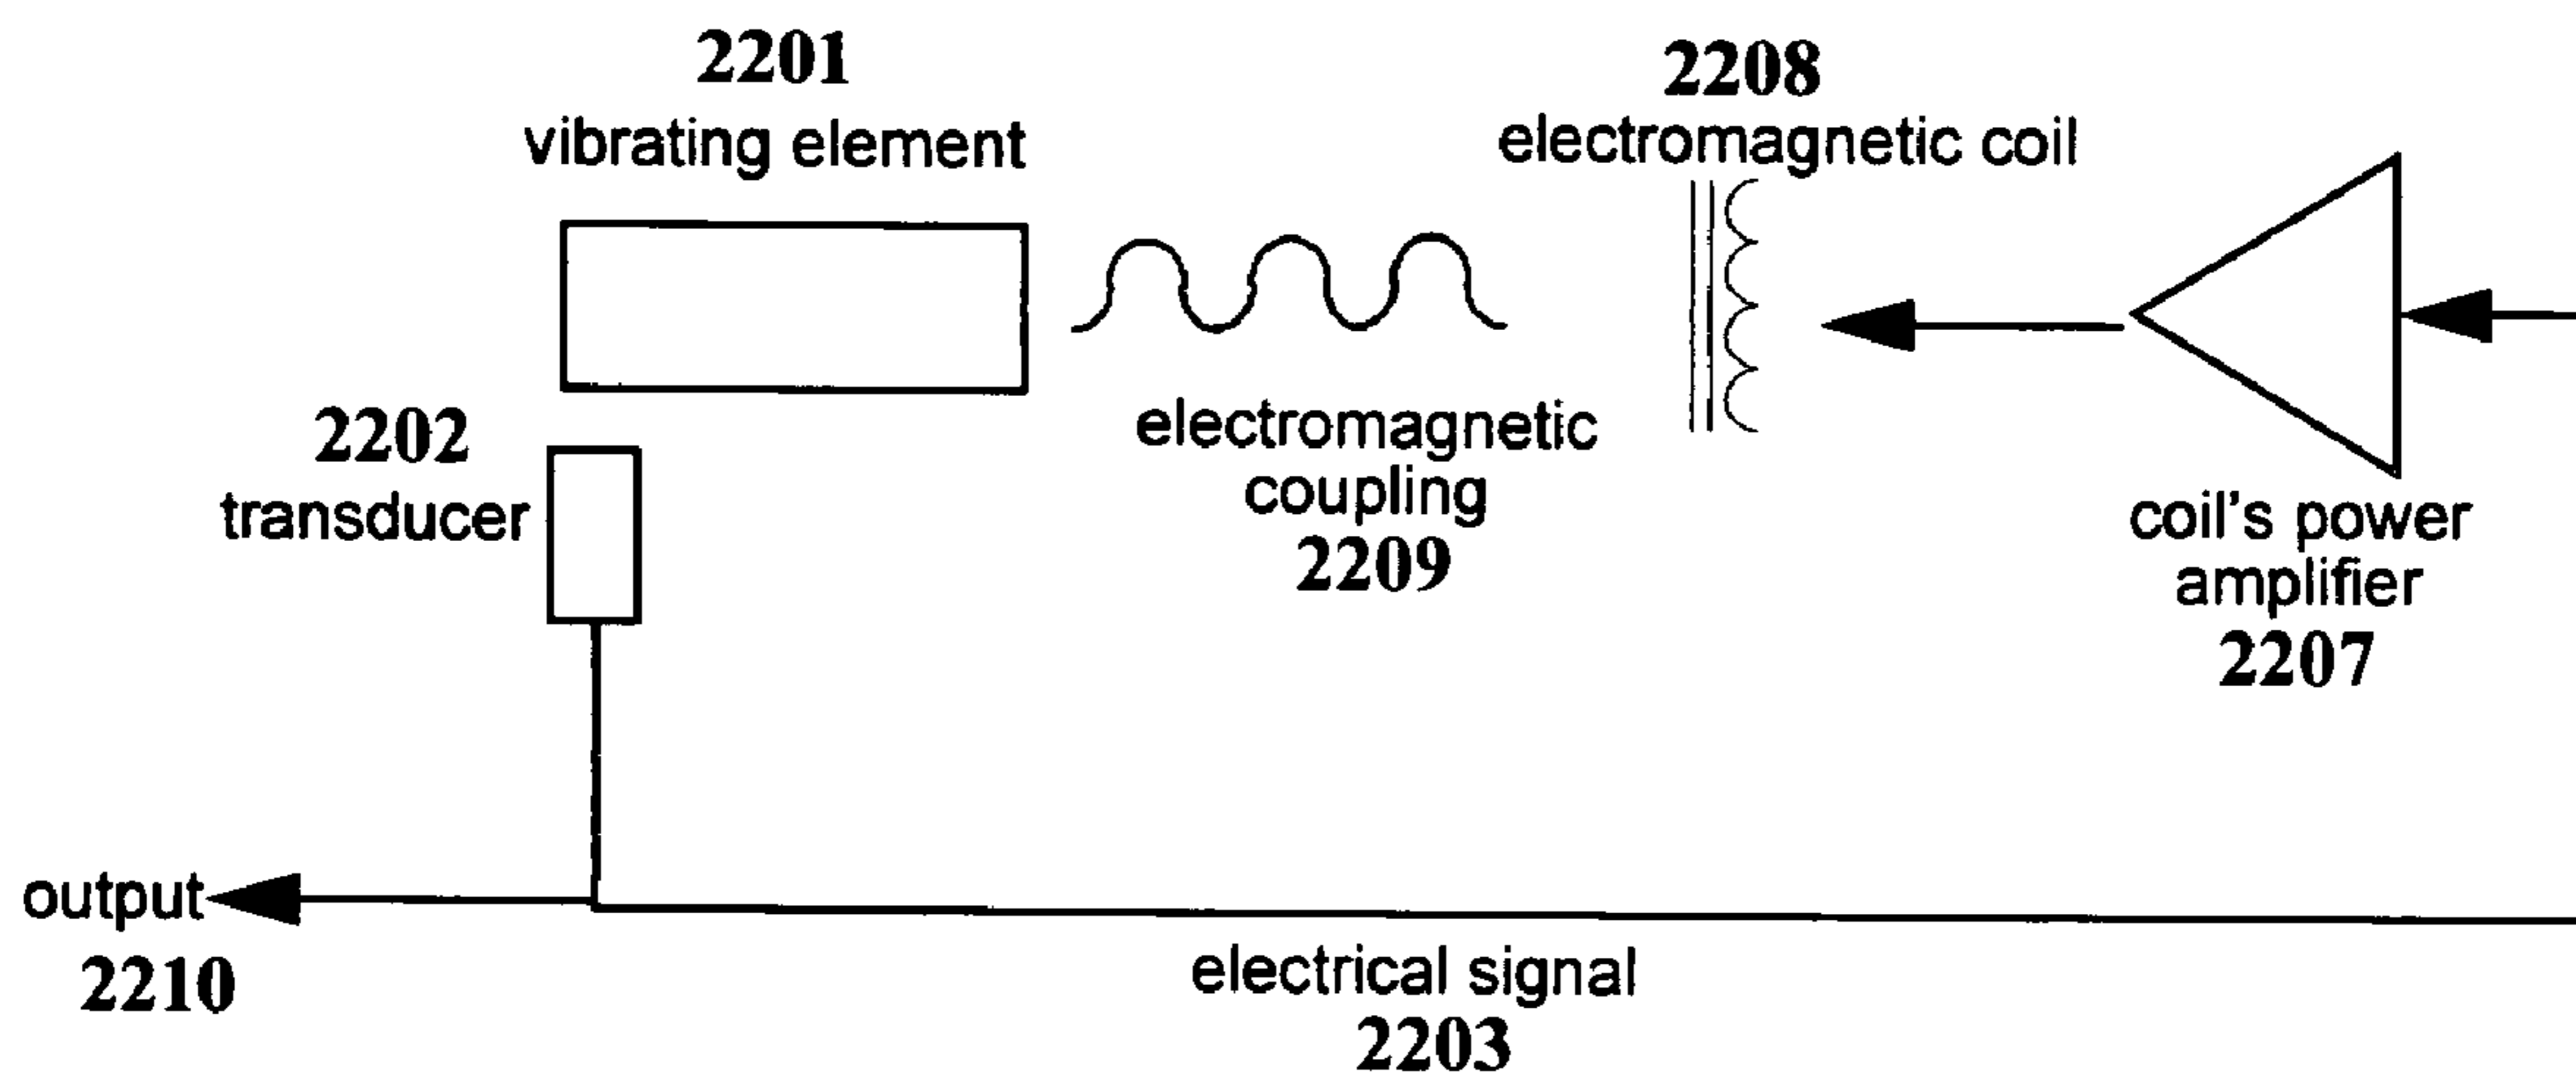 2201
vibrating element
2208
electromagnetic coil
2202
transducer
electromagnetic
coupling
2209
coil's power
amplifier
2207
output
2210
electrical signal
2203